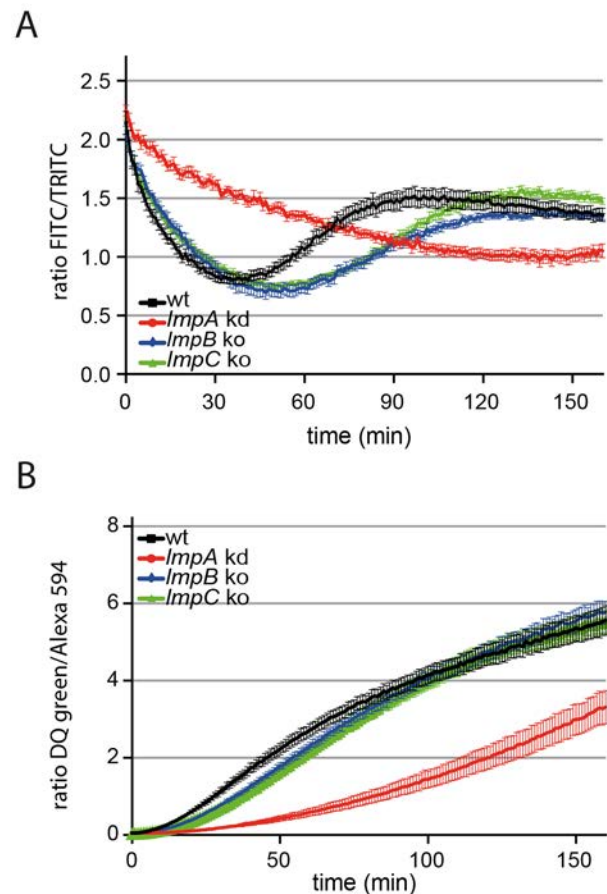 A
2.5
2.0
1.5
1.0
0.5
0.0
ratio FITC/TRITC
wt
lmpA kd
lmpB ko
lmpC ko
0 30 60 90 120 150
time (min)
B
8
6
4
2
0
ratio DQ green/Alexa 594
wt
lmpA kd
lmpB ko
lmpC ko
0 50 100 150
time (min)